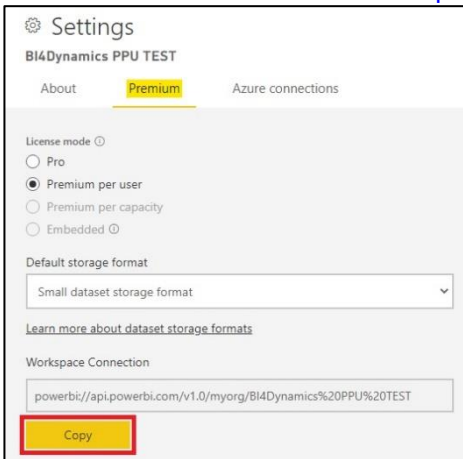 Settings
BI4Dynamics PPU TEST
About Premium Azure connections
License mode
Pro
Premium per user
Premium per capacity
Embedded
Default storage format
Small dataset storage format
Learn more about dataset storage formats
Workspace Connection
powerbi://api.powerbi.com/v1.0/myorg/BI4Dynamics%20PPU%20TEST
Copy